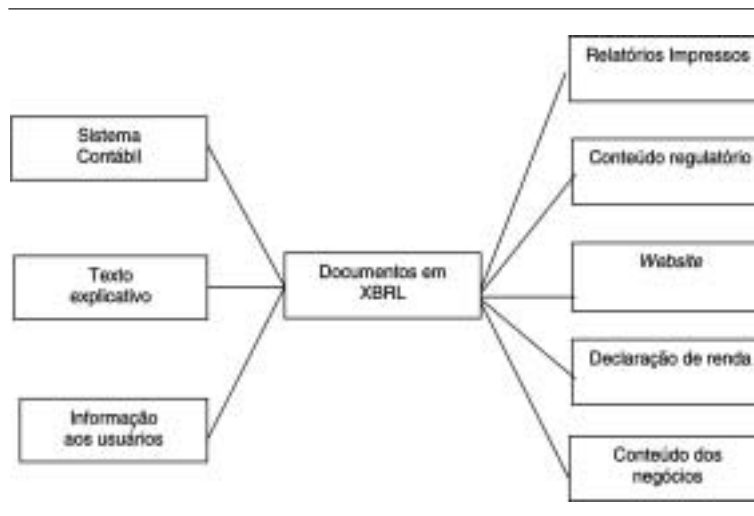 Sistema
Contábil
Texto
explicativo
Informação
aos usuários
Documentos em
XBRL
Relatórios Impressos
Conteúdo regulatório
Website
Declaração de renda
Conteúdo dos
negócios